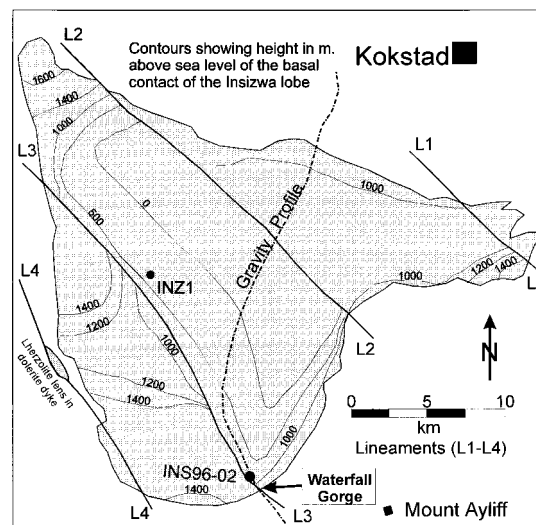 L2
Contours showing height in m.
above sea level of the basal
contact of the Insizwa lobe
Kokstad
1600
1400
1000
L3
L1
600
0
1000
Gravity Profile
L4
INZ1
1000
1200
1400
L
1400
1200
L2
N
Lherzolite lens in
dolerite dyke
1000
1200
1400
1000
0 5 10
km
Lineaments (L1-L4)
INS96-02
Waterfall
Gorge
L4
1400
L3
Mount Ayliff